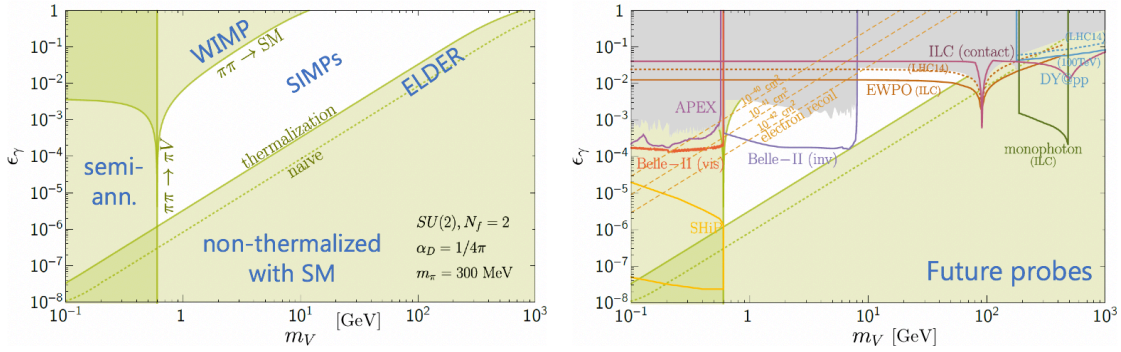 1
10⁻¹
10⁻²
10⁻³
10⁻⁴
10⁻⁵
10⁻⁶
10⁻⁷
10⁻⁸
ϵγ
WIMP
ππ → SM
SIMPs
ELDER
thermalization
naive
semi-
ann.
ππ → πV
non-thermalized
with SM
SU(2), N_f = 2
α_D = 1/4π
m_π = 300 MeV
10⁻¹ 1 10 10² 10³
m_V [GeV]
1
10⁻¹
10⁻²
10⁻³
10⁻⁴
10⁻⁵
10⁻⁶
10⁻⁷
10⁻⁸
ϵγ
(LHC14)
ILC (contact)
(LHC14)
(100TeV)
EWPO (ILC)
APEX
10⁻⁴² cm²
electron recoil
Belle−II (vis)
Belle−II (inv)
monophoton
(ILC)
SHiP
Future probes
10⁻¹ 1 10 10² 10³
m_V [GeV]